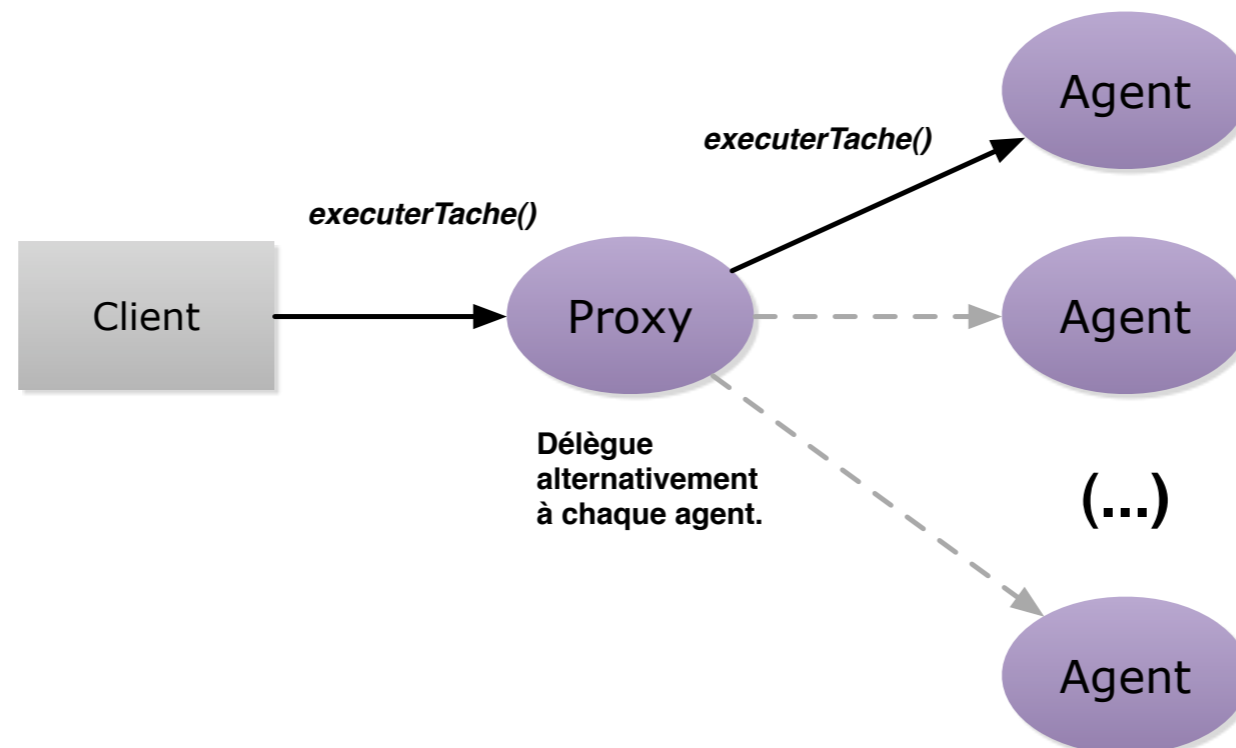 Agent
executerTache()
executerTache()
Client
Proxy
Agent
Délègue
alternativement
à chaque agent.
(...)
Agent